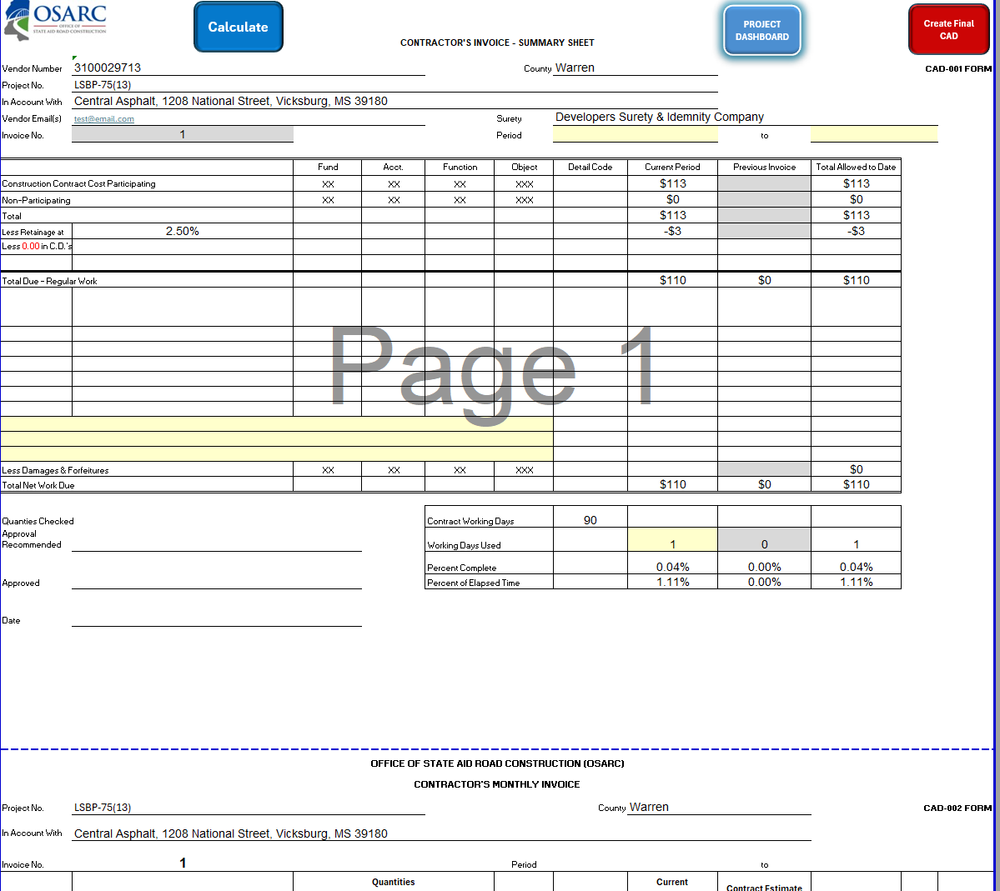 OSARC
OFFICE OF
STATE AID ROAD CONSTRUCTION
Calculate
CONTRACTOR'S INVOICE - SUMMARY SHEET
PROJECT DASHBOARD
Create Final CAD
Vendor Number 3100029713 County Warren CAD-001 FORM
Project No. LSBP-75(13)
In Account With Central Asphalt, 1208 National Street, Vicksburg, MS 39180
Vendor Email(s) test@email.com Surety Developers Surety & Idemnity Company
Invoice No. 1 Period to
Fund Acct. Function Object Detail Code Current Period Previous Invoice Total Allowed to Date
Construction Contract Cost Participating XX XX XX XXX $113 $113
Non-Participating XX XX XX XXX $0 $0
Total $113 $113
Less Retainage at 2.50% -$3 -$3
Less 0.00 in C.D.'s
Total Due - Regular Work $110 $0 $110
Page 1
Less Damages & Forfeitures XX XX XX XXX $0
Total Net Work Due $110 $0 $110
Quanties Checked Contract Working Days 90
Approval
Recommended Working Days Used 1 0 1
Percent Complete 0.04% 0.00% 0.04%
Approved Percent of Elapsed Time 1.11% 0.00% 1.11%
Date
OFFICE OF STATE AID ROAD CONSTRUCTION (OSARC)
CONTRACTOR'S MONTHLY INVOICE
Project No. LSBP-75(13) County Warren CAD-002 FORM
In Account With Central Asphalt, 1208 National Street, Vicksburg, MS 39180
Invoice No. 1 Period to
Quantities Current Contract Estimate